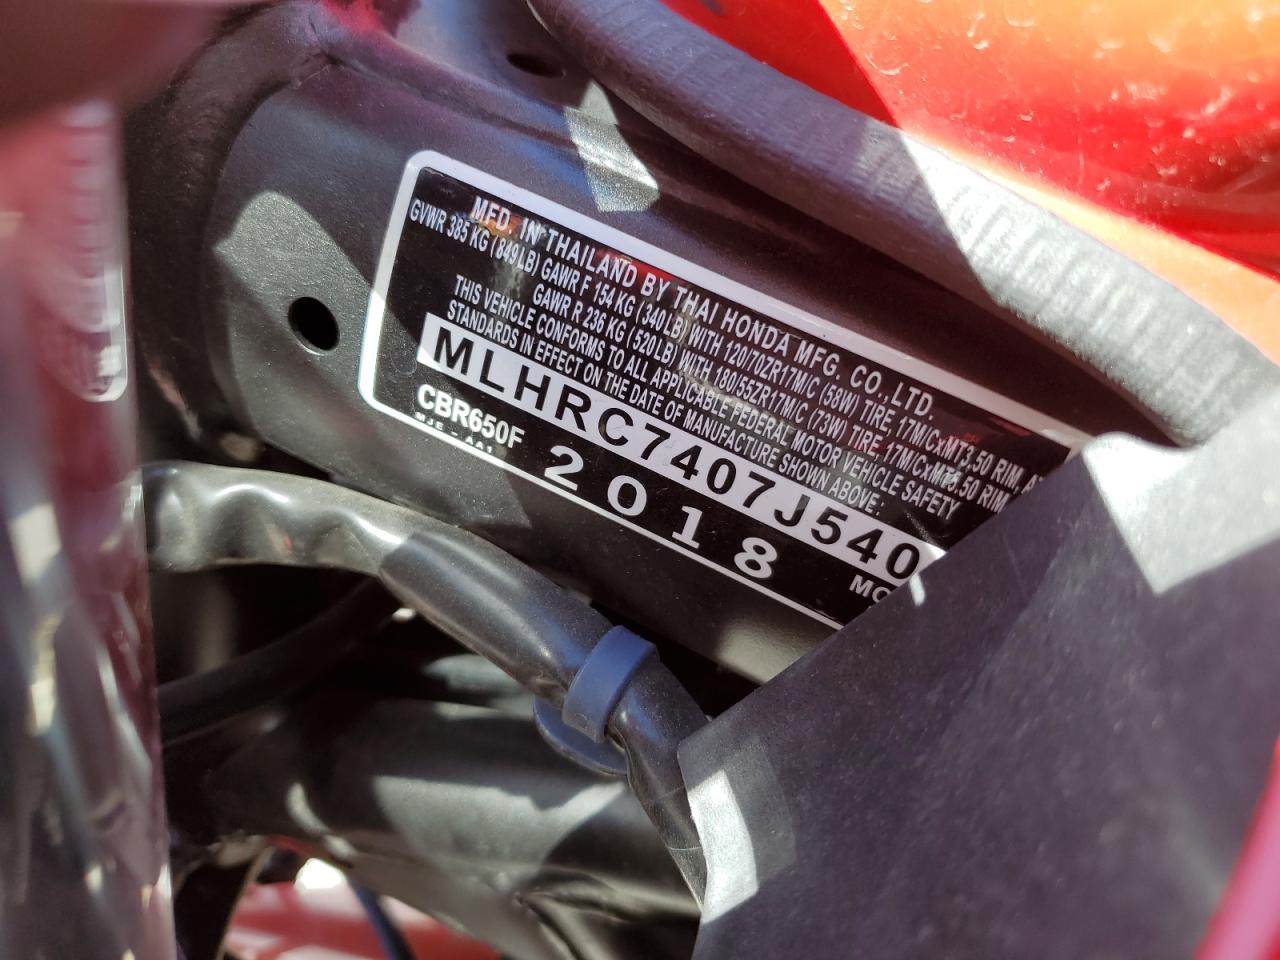 MFD. IN THAILAND BY THAI HONDA MFG. CO.,LTD.
GVWR 385 KG (849LB) GAWR F 154 KG (340LB) WITH 120/70ZR17M/C (58W) TIRE 17M/CxMT3.50 RIM,
GAWR R 236 KG (520LB) WITH 180/55ZR17M/C (73W) TIRE 17M/CxMT5.50 RIM
THIS VEHICLE CONFORMS TO ALL APPLICABLE FEDERAL MOTOR VEHICLE SAFETY
STANDARDS IN EFFECT ON THE DATE OF MANUFACTURE SHOWN ABOVE:
MLHRC7407J540
CBR650F 2018
MJE - AA1